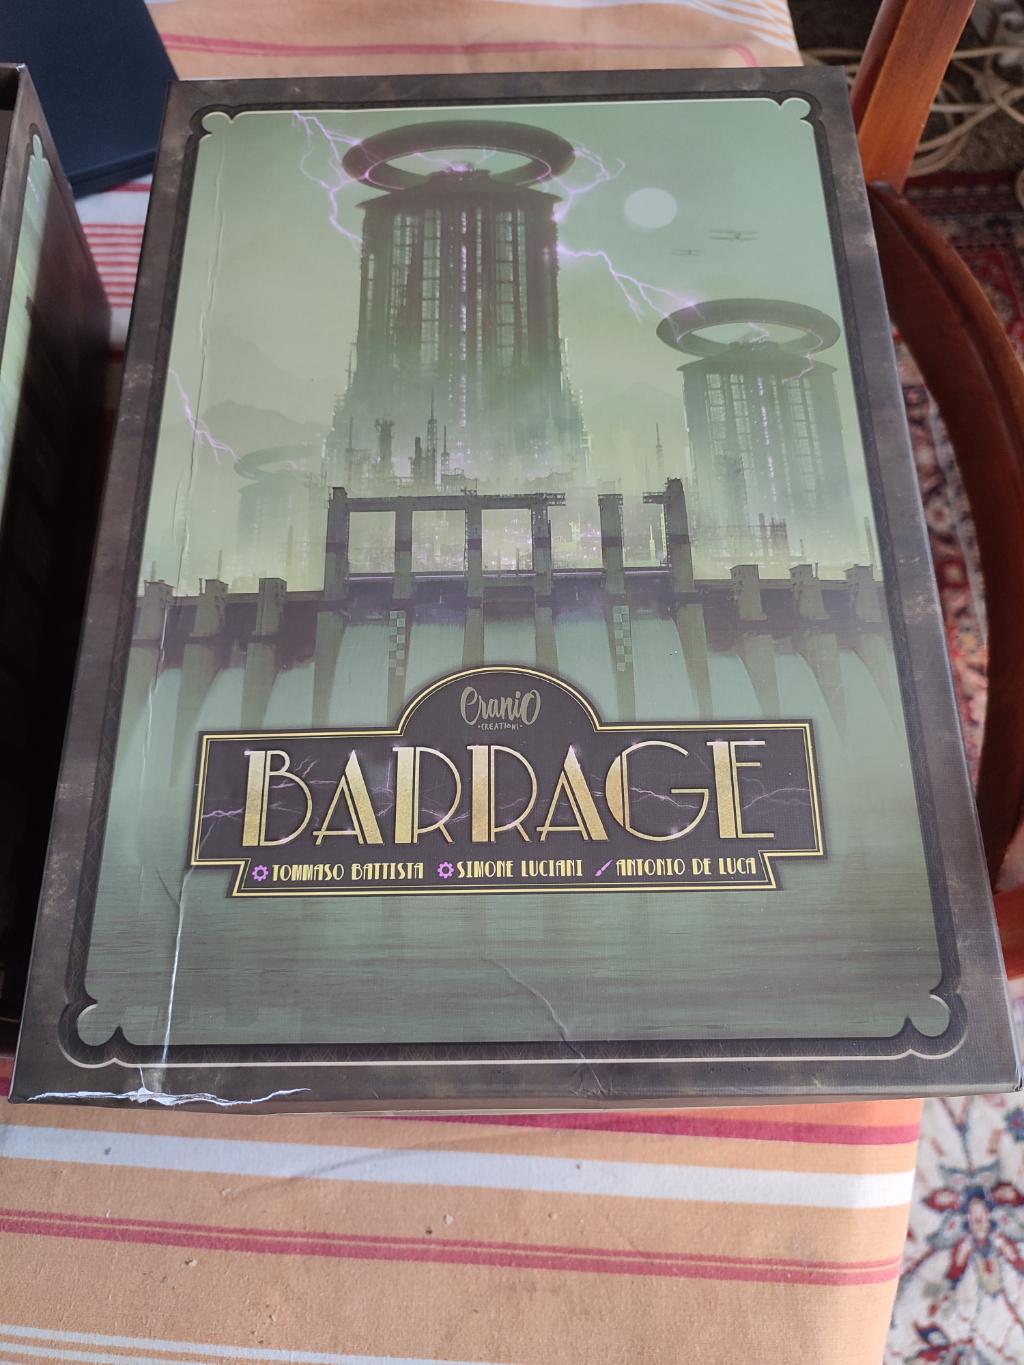 Cranio
CREATIONS
BARRAGE
TOMMASO BATTISTA SIMONE LUCIANI ANTONIO DE LUCA